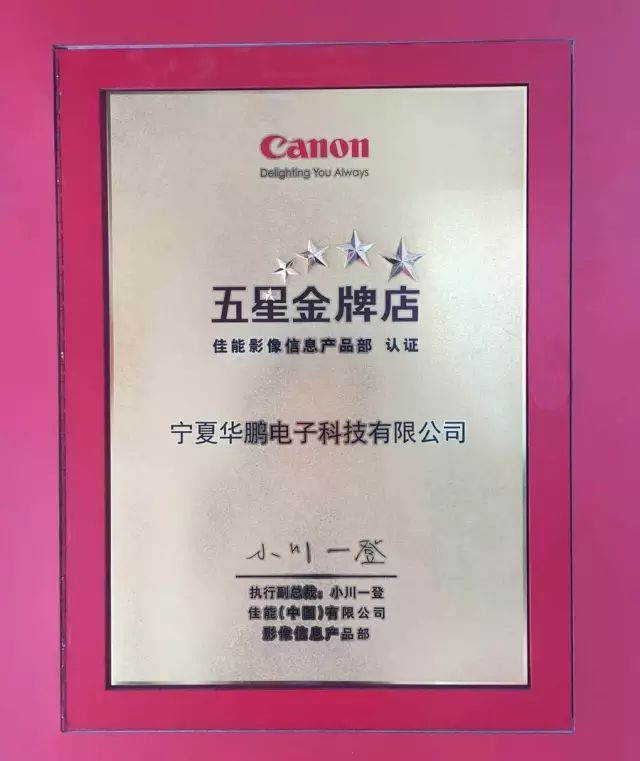 Canon
Delighting You Always
五星金牌店
佳能影像信息产品部 认证
宁夏华鹏电子科技有限公司
小川一登
执行副总裁：小川一登
佳能(中国)有限公司
影像信息产品部